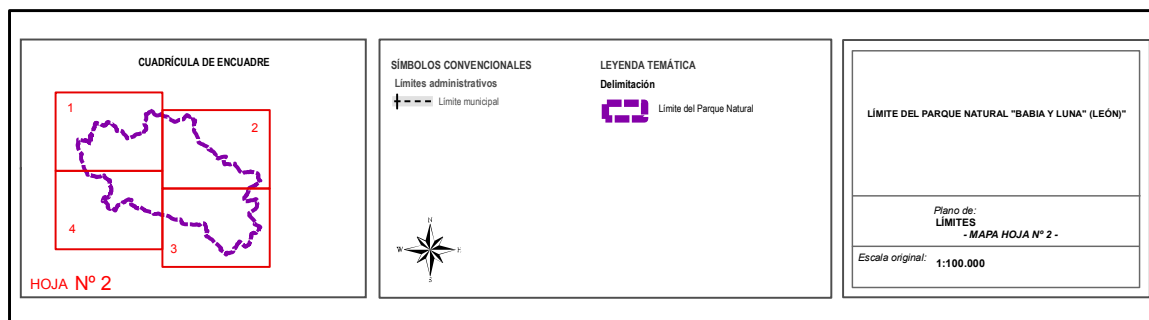 CUADRÍCULA DE ENCUADRE
1
2
4
3
HOJA Nº 2
SÍMBOLOS CONVENCIONALES
Límites administrativos
Límite municipal
LEYENDA TEMÁTICA
Delimitación
Límite del Parque Natural
N
W
E
S
LÍMITE DEL PARQUE NATURAL "BABIA Y LUNA" (LEÓN)"
Plano de:
LÍMITES
- MAPA HOJA Nº 2 -
Escala original: 1:100.000